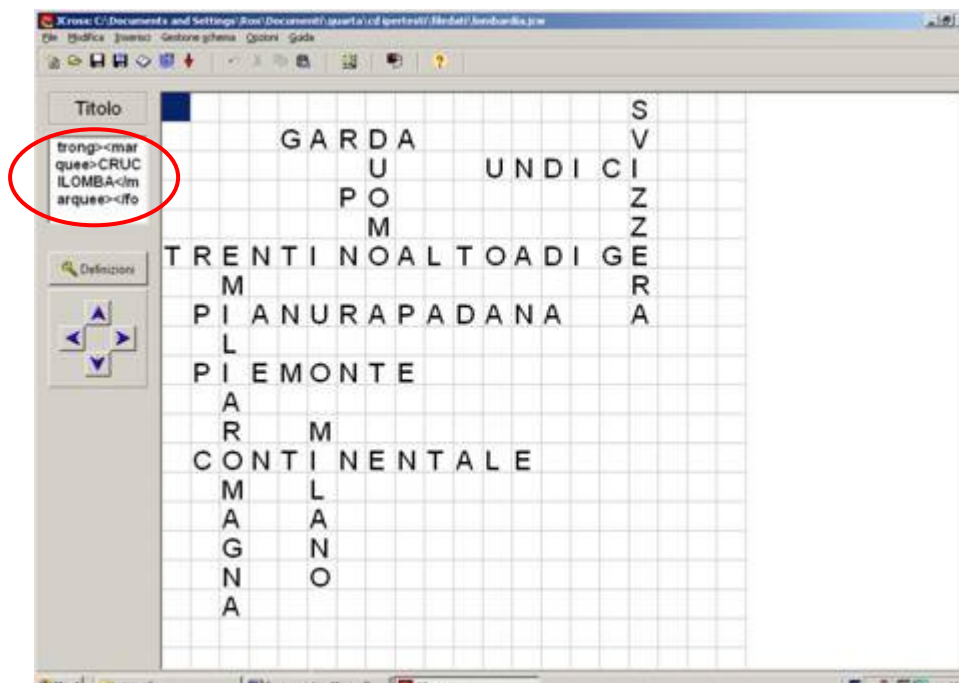 JCross: C:\Documents and Settings\Rosi\Documenti\quarta\cd ipertesti\filedati\lombardia.jcw
File Modifica Inserisci Gestione schema Opzioni Guida
Titolo
trong><mar
quee>CRUC
ILOMBA</m
arquee></fo
Definizioni
S
GARDA V
U UNDICI
PO Z
M Z
TRENTINOALTOADIGE
M R
PIANURAPADANA A
L
PIEMONTE
A
R M
CONTINENTALE
M L
A A
G N
N O
A